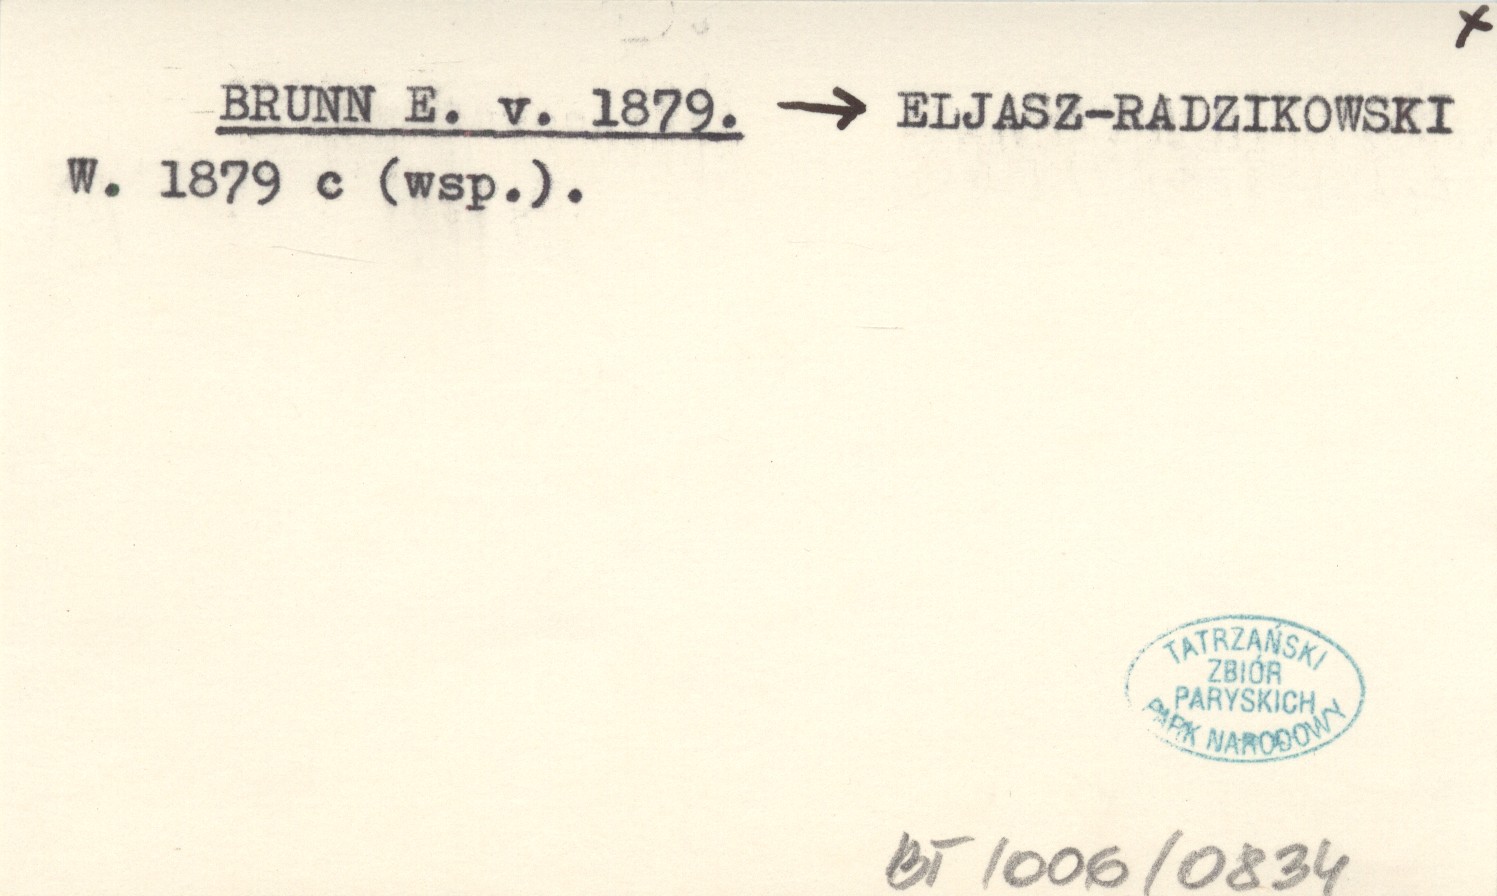 x
BRUNN E. v. 1879. → ELJASZ-RADZIKOWSKI
W. 1879 c (wsp.).
TATRZAŃSKI
ZBIÓR
PARYSKICH
PARK NARODOWY
BT 1006/0834